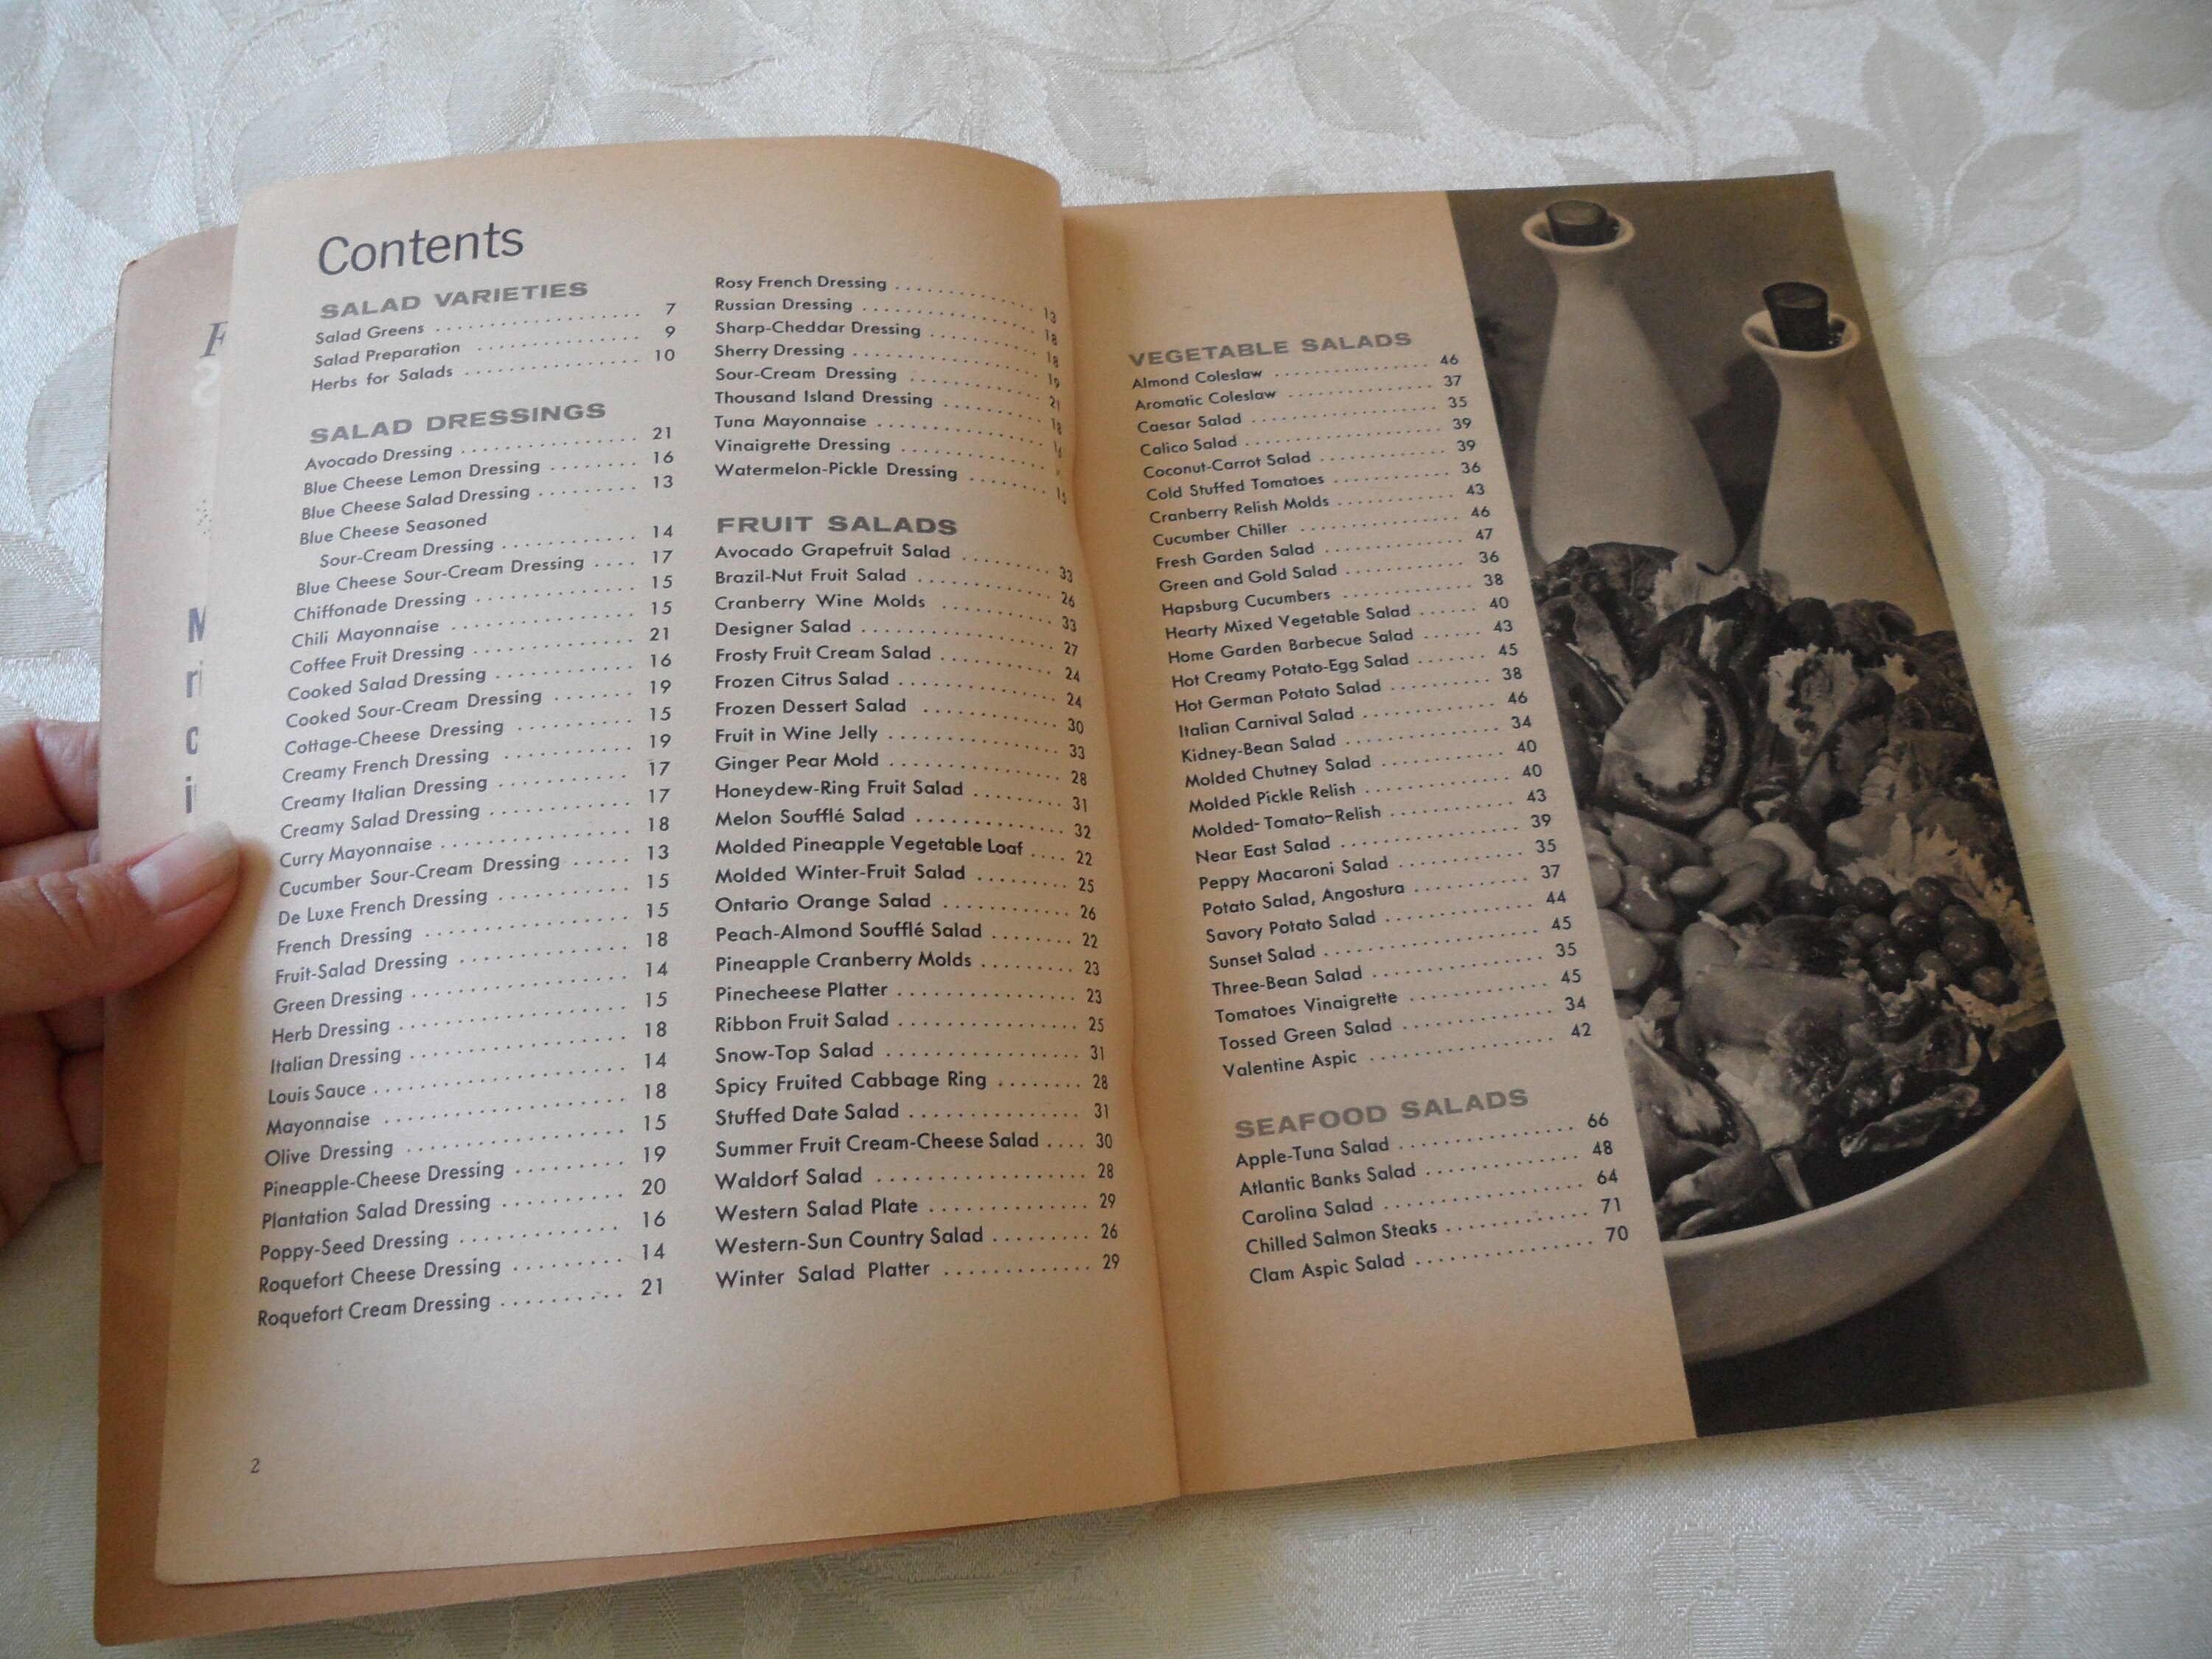 Contents
SALAD VARIETIES
Salad Greens 7
Salad Preparation 9
Herbs for Salads 10
SALAD DRESSINGS
Avocado Dressing 21
Blue Cheese Lemon Dressing 16
Blue Cheese Salad Dressing 13
Blue Cheese Seasoned
Sour-Cream Dressing 14
Blue Cheese Sour-Cream Dressing 17
Chiffonade Dressing 15
Chili Mayonnaise 15
Coffee Fruit Dressing 21
Cooked Salad Dressing 16
Cooked Sour-Cream Dressing 19
Cottage-Cheese Dressing 15
Creamy French Dressing 19
Creamy Italian Dressing 17
Creamy Salad Dressing 17
Curry Mayonnaise 18
Cucumber Sour-Cream Dressing 13
De Luxe French Dressing 15
French Dressing 15
Fruit-Salad Dressing 18
Green Dressing 14
Herb Dressing 15
Italian Dressing 18
Louis Sauce 14
Mayonnaise 18
Olive Dressing 15
Pineapple-Cheese Dressing 19
Plantation Salad Dressing 20
Poppy-Seed Dressing 16
Roquefort Cheese Dressing 14
Roquefort Cream Dressing 21
2
Rosy French Dressing 13
Russian Dressing 18
Sharp-Cheddar Dressing 18
Sherry Dressing 19
Sour-Cream Dressing 21
Thousand Island Dressing 18
Tuna Mayonnaise
Vinaigrette Dressing
Watermelon-Pickle Dressing
FRUIT SALADS
Avocado Grapefruit Salad 33
Brazil-Nut Fruit Salad 26
Cranberry Wine Molds 33
Designer Salad 27
Frosty Fruit Cream Salad 24
Frozen Citrus Salad 24
Frozen Dessert Salad 30
Fruit in Wine Jelly 33
Ginger Pear Mold 28
Honeydew-Ring Fruit Salad 31
Melon Soufflé Salad 32
Molded Pineapple Vegetable Loaf 22
Molded Winter-Fruit Salad 25
Ontario Orange Salad 26
Peach-Almond Soufflé Salad 22
Pineapple Cranberry Molds 23
Pinecheese Platter 23
Ribbon Fruit Salad 25
Snow-Top Salad 31
Spicy Fruited Cabbage Ring 28
Stuffed Date Salad 31
Summer Fruit Cream-Cheese Salad 30
Waldorf Salad 28
Western Salad Plate 29
Western-Sun Country Salad 26
Winter Salad Platter 29
VEGETABLE SALADS
Almond Coleslaw 46
Aromatic Coleslaw 37
Caesar Salad 35
Calico Salad 39
Coconut-Carrot Salad 39
Cold Stuffed Tomatoes 36
Cranberry Relish Molds 43
Cucumber Chiller 46
Fresh Garden Salad 47
Green and Gold Salad 36
Hapsburg Cucumbers 38
Hearty Mixed Vegetable Salad 40
Home Garden Barbecue Salad 43
Hot Creamy Potato-Egg Salad 45
Hot German Potato Salad 38
Italian Carnival Salad 46
Kidney-Bean Salad 34
Molded Chutney Salad 40
Molded Pickle Relish 40
Molded-Tomato-Relish 43
Near East Salad 39
Peppy Macaroni Salad 35
Potato Salad, Angostura 37
Savory Potato Salad 44
Sunset Salad 45
Three-Bean Salad 35
Tomatoes Vinaigrette 45
Tossed Green Salad 34
Valentine Aspic 42
SEAFOOD SALADS
Apple-Tuna Salad 66
Atlantic Banks Salad 48
Carolina Salad 64
Chilled Salmon Steaks 71
Clam Aspic Salad 70